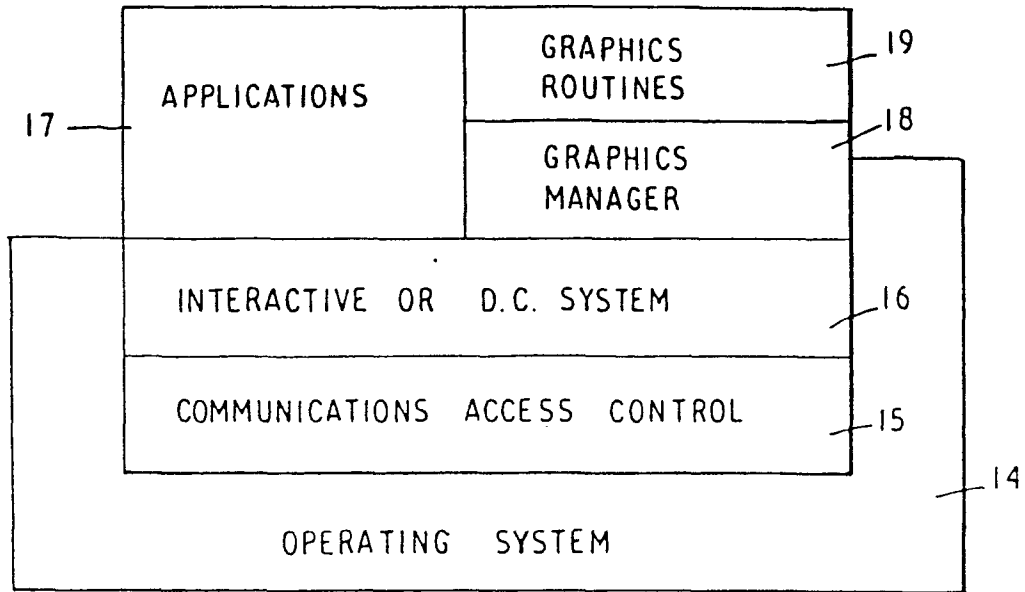 APPLICATIONS
17
GRAPHICS
ROUTINES
19
GRAPHICS
MANAGER
18
INTERACTIVE OR D.C. SYSTEM
16
COMMUNICATIONS ACCESS CONTROL
15
OPERATING SYSTEM
14